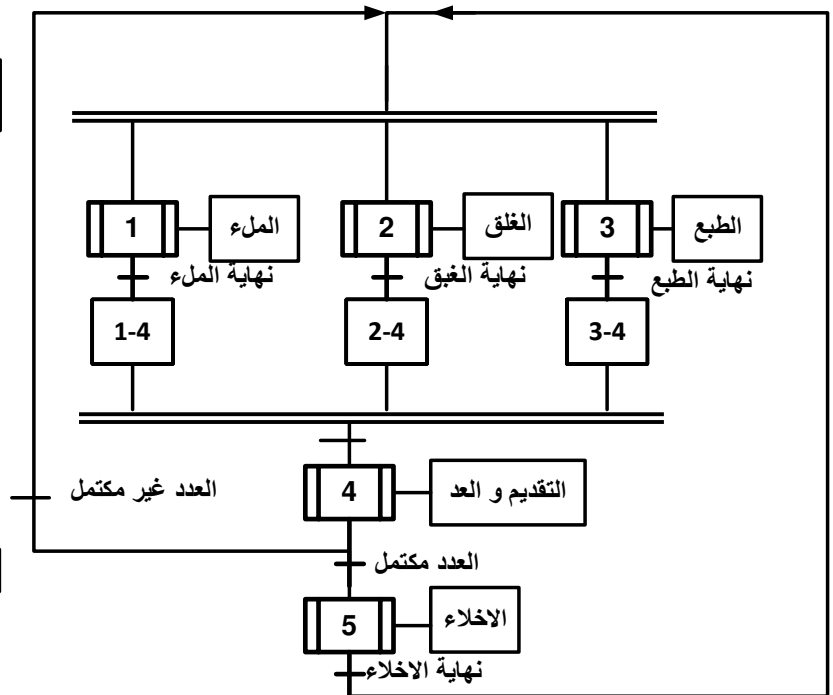 1 الملء
2 الغلق
3 الطبع
نهاية الملء
نهاية الغبق
نهاية الطبع
1-4
2-4
3-4
4 التقديم و العد
العدد غير مكتمل
العدد مكتمل
5 الاخلاء
نهاية الاخلاء